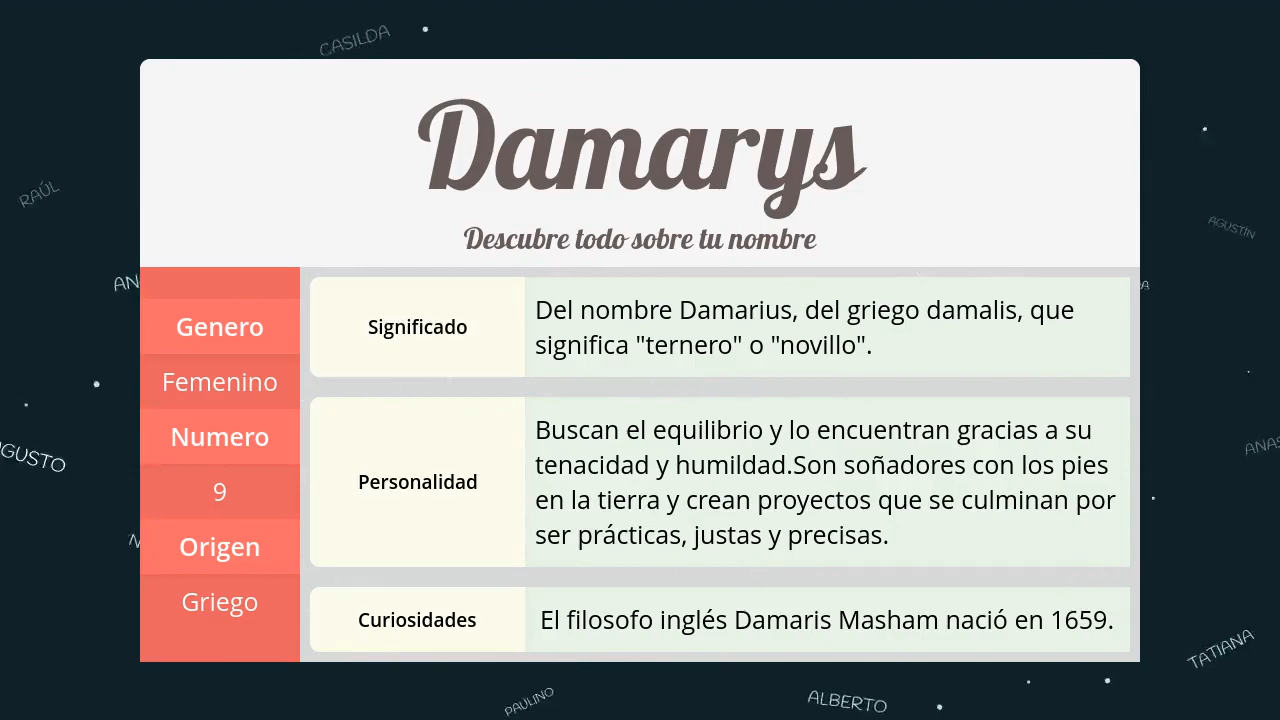 CASILDA
RAÚL
AGUSTÍN
Damarys
Descubre todo sobre tu nombre
AN
A
Genero
Femenino
Numero
9
Origen
Griego
Significado
Del nombre Damarius, del griego damalis, que
significa "ternero" o "novillo".
Personalidad
Buscan el equilibrio y lo encuentran gracias a su
tenacidad y humildad.Son soñadores con los pies
en la tierra y crean proyectos que se culminan por
ser prácticas, justas y precisas.
Curiosidades
El filosofo inglés Damaris Masham nació en 1659.
GUSTO
ANAS
N
TATIANA
PAULINO
ALBERTO